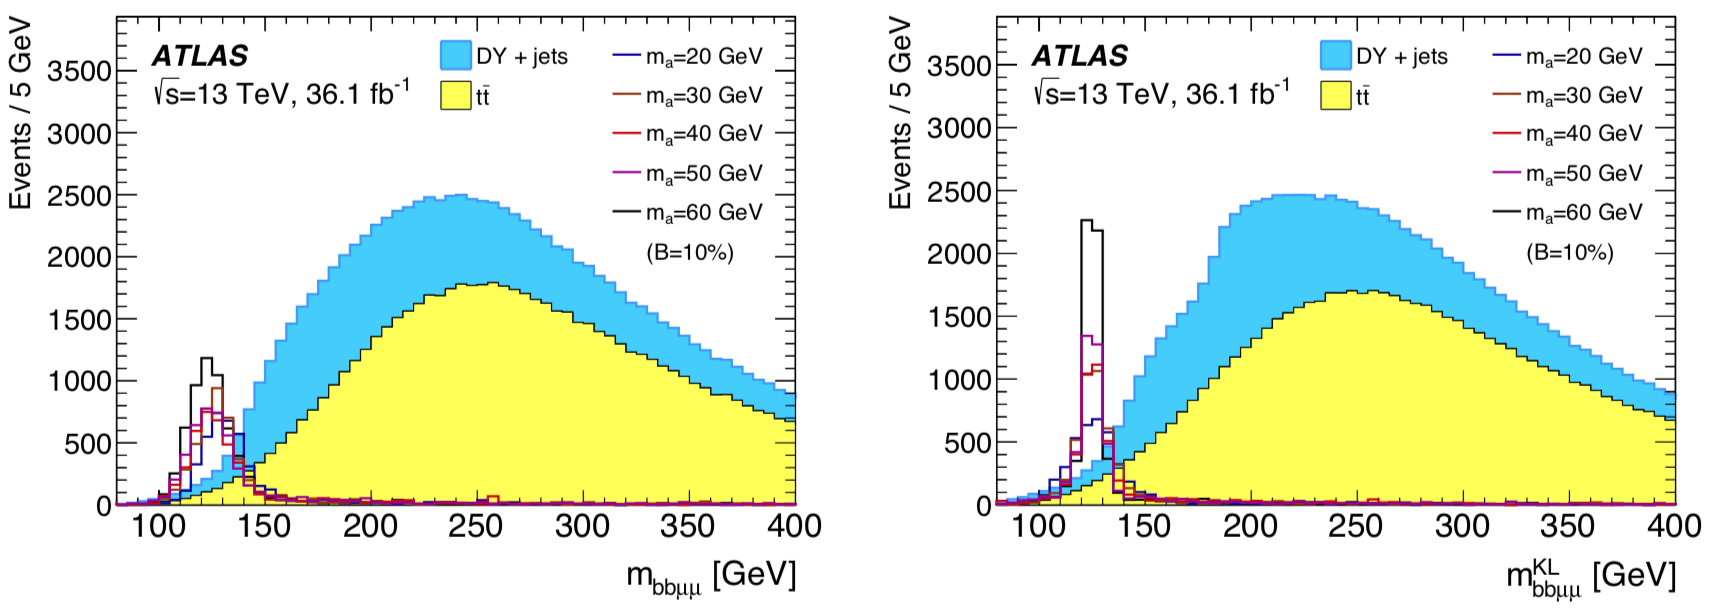 Events / 5 GeV
ATLAS
√s=13 TeV, 36.1 fb⁻¹
DY + jets
tt̄
mₐ=20 GeV
mₐ=30 GeV
mₐ=40 GeV
mₐ=50 GeV
mₐ=60 GeV
(B=10%)
3500
3000
2500
2000
1500
1000
500
0
100 150 200 250 300 350 400
m_bbμμ [GeV]
Events / 5 GeV
ATLAS
√s=13 TeV, 36.1 fb⁻¹
DY + jets
tt̄
mₐ=20 GeV
mₐ=30 GeV
mₐ=40 GeV
mₐ=50 GeV
mₐ=60 GeV
(B=10%)
3500
3000
2500
2000
1500
1000
500
0
100 150 200 250 300 350 400
m^KL_bbμμ [GeV]